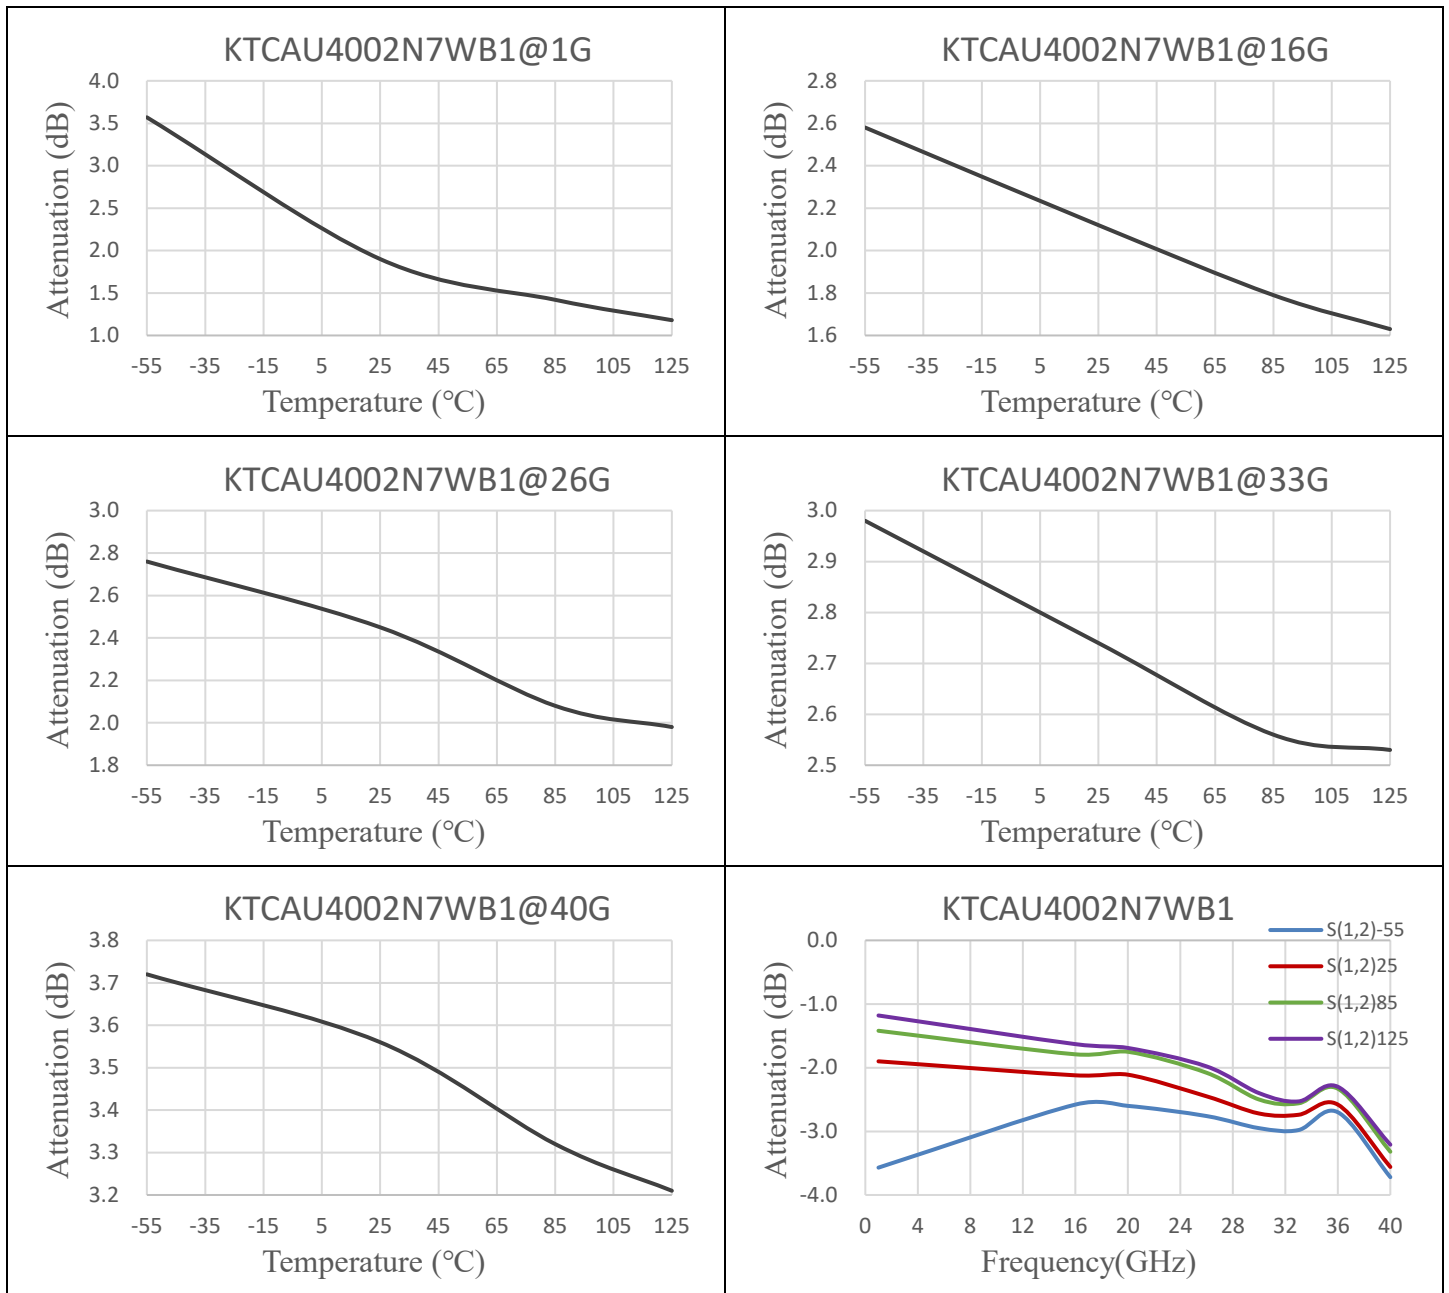 KTCAU4002N7WB1@1G
Attenuation (dB)
4.0
3.5
3.0
2.5
2.0
1.5
1.0
-55 -35 -15 5 25 45 65 85 105 125
Temperature (℃)
KTCAU4002N7WB1@16G
Attenuation (dB)
2.8
2.6
2.4
2.2
2.0
1.8
1.6
-55 -35 -15 5 25 45 65 85 105 125
Temperature (℃)
KTCAU4002N7WB1@26G
Attenuation (dB)
3.0
2.8
2.6
2.4
2.2
2.0
1.8
-55 -35 -15 5 25 45 65 85 105 125
Temperature (℃)
KTCAU4002N7WB1@33G
Attenuation (dB)
3.0
2.9
2.8
2.7
2.6
2.5
-55 -35 -15 5 25 45 65 85 105 125
Temperature (℃)
KTCAU4002N7WB1@40G
Attenuation (dB)
3.8
3.7
3.6
3.5
3.4
3.3
3.2
-55 -35 -15 5 25 45 65 85 105 125
Temperature (℃)
KTCAU4002N7WB1
S(1,2)-55
S(1,2)25
S(1,2)85
S(1,2)125
Attenuation (dB)
0.0
-1.0
-2.0
-3.0
-4.0
0 4 8 12 16 20 24 28 32 36 40
Frequency(GHz)